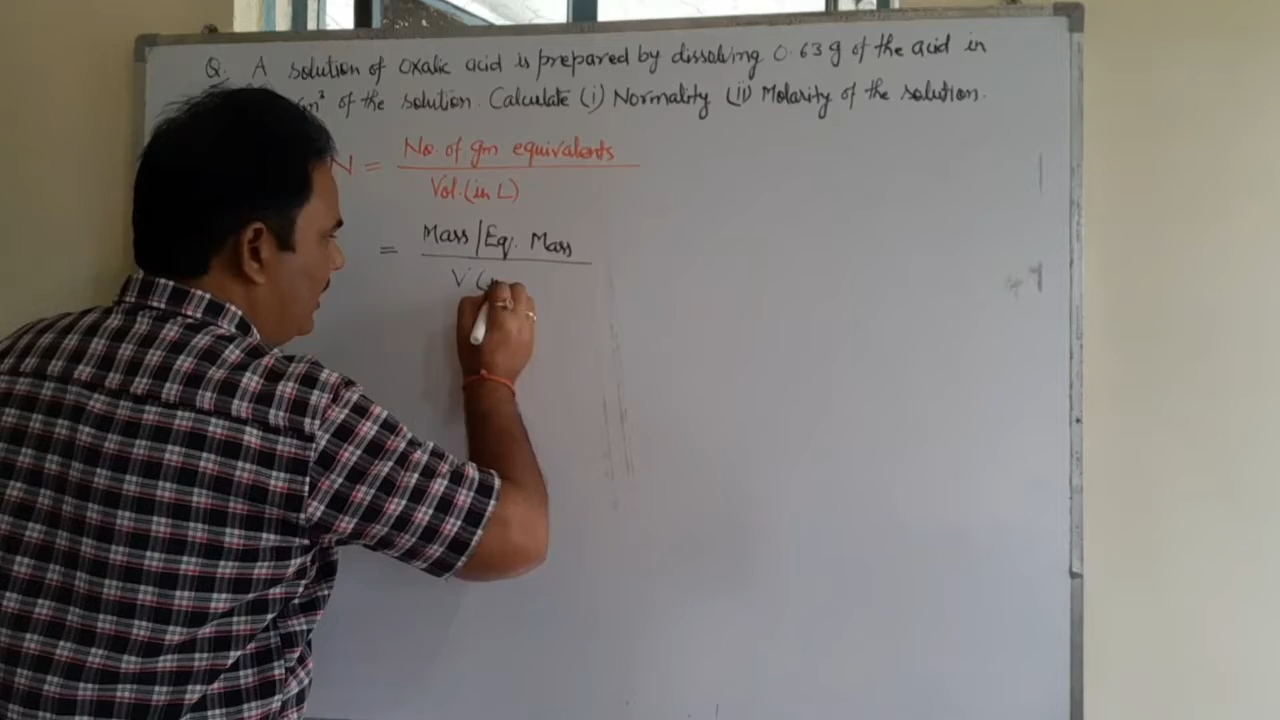 Q. A solution of oxalic acid is prepared by dissolving 0.63 g of the acid in
of the solution. Calculate (i) Normality (ii) Molarity of the solution.
N = No. of gm equivalents
Vol. (in L)
= Mass/Eq. Mass
V (